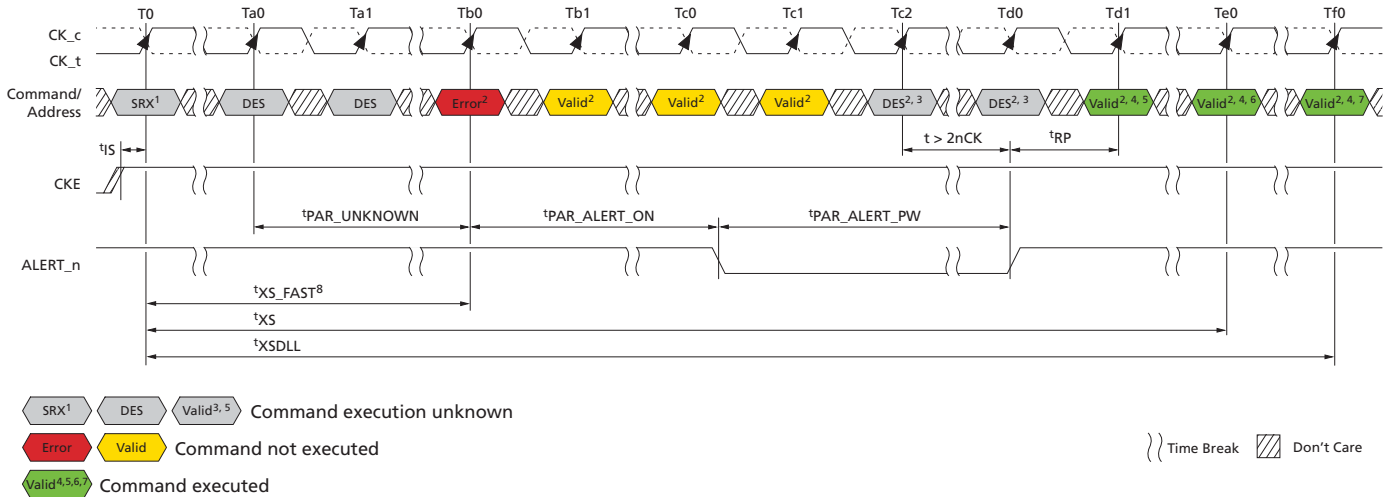 T0 Ta0 Ta1 Tb0 Tb1 Tc0 Tc1 Tc2 Td0 Td1 Te0 Tf0
CK_c
CK_t
Command/
Address
SRX1 DES DES Error2 Valid2 Valid2 Valid2 DES2, 3 DES2, 3 Valid2, 4, 5 Valid2, 4, 6 Valid2, 4, 7
tIS t > 2nCK tRP
CKE
tPAR_UNKNOWN tPAR_ALERT_ON tPAR_ALERT_PW
ALERT_n
tXS_FAST8
tXS
tXSDLL
SRX1 DES Valid3, 5 Command execution unknown
Error Valid Command not executed
Time Break Don't Care
Valid4,5,6,7 Command executed